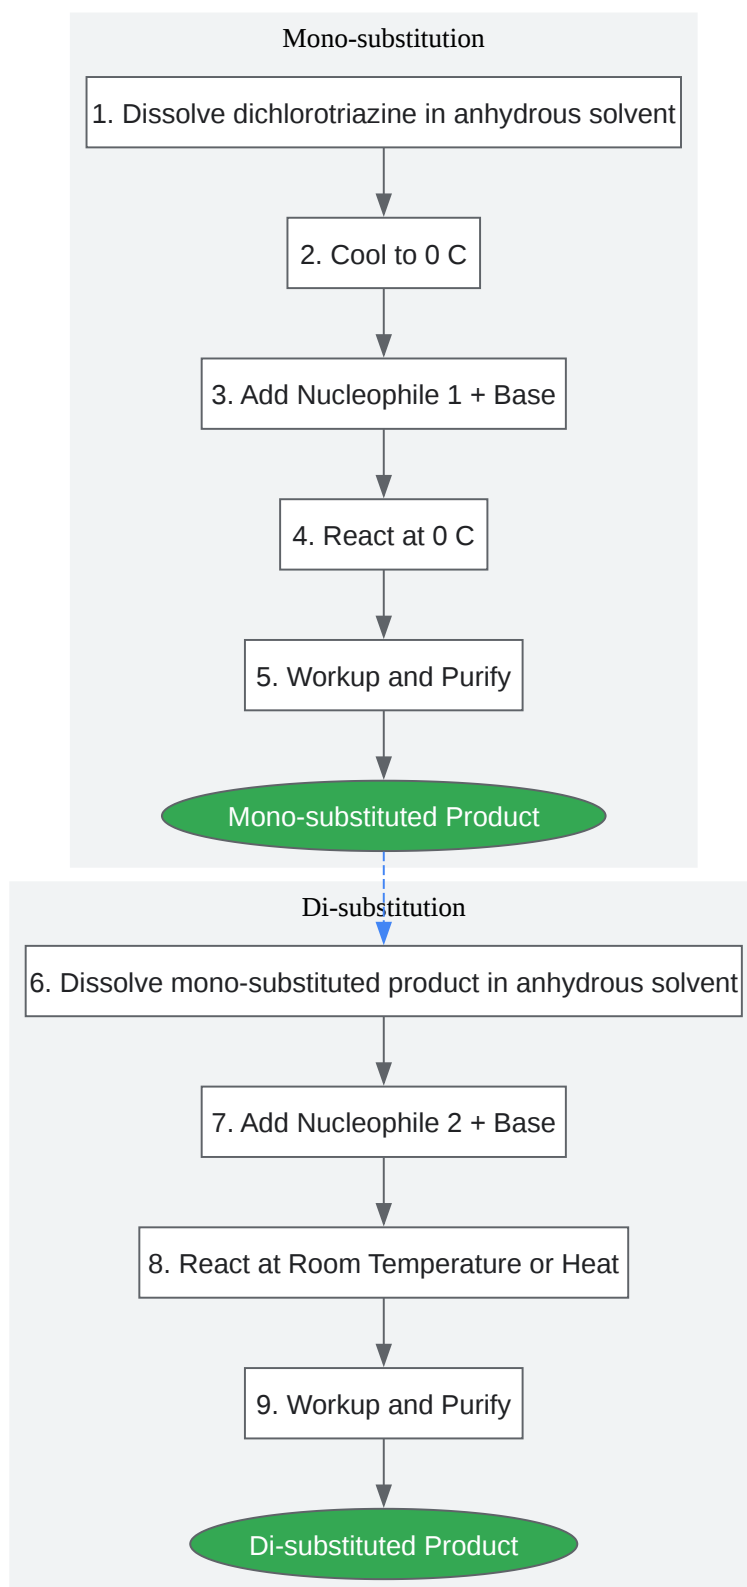 Mono-substitution
1. Dissolve dichlorotriazine in anhydrous solvent
2. Cool to 0 C
3. Add Nucleophile 1 + Base
4. React at 0 C
5. Workup and Purify
Mono-substituted Product
Di-substitution
6. Dissolve mono-substituted product in anhydrous solvent
7. Add Nucleophile 2 + Base
8. React at Room Temperature or Heat
9. Workup and Purify
Di-substituted Product